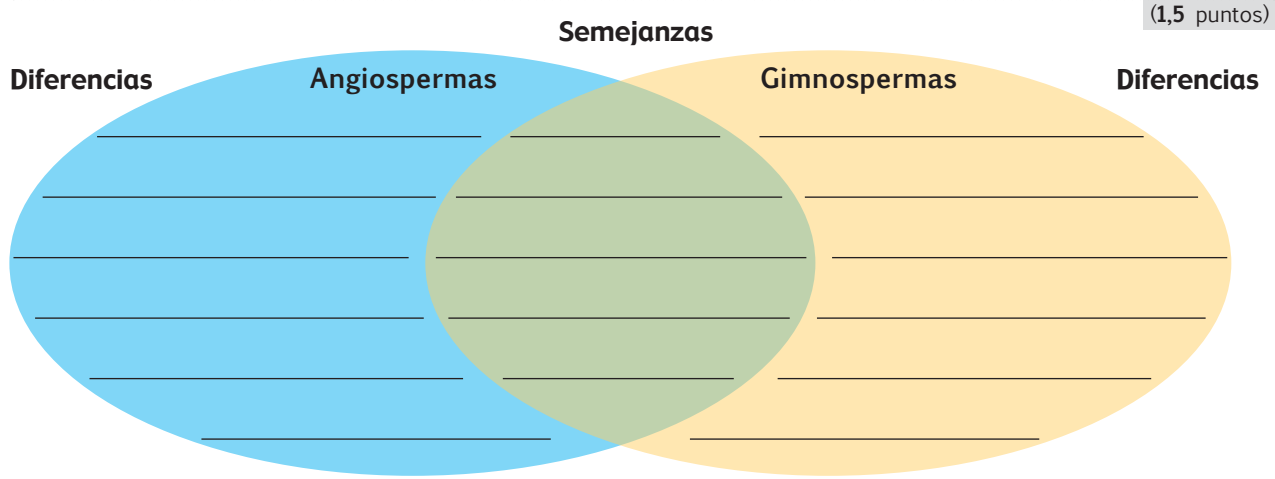 (1,5 puntos)
Semejanzas
Diferencias Angiospermas Gimnospermas Diferencias